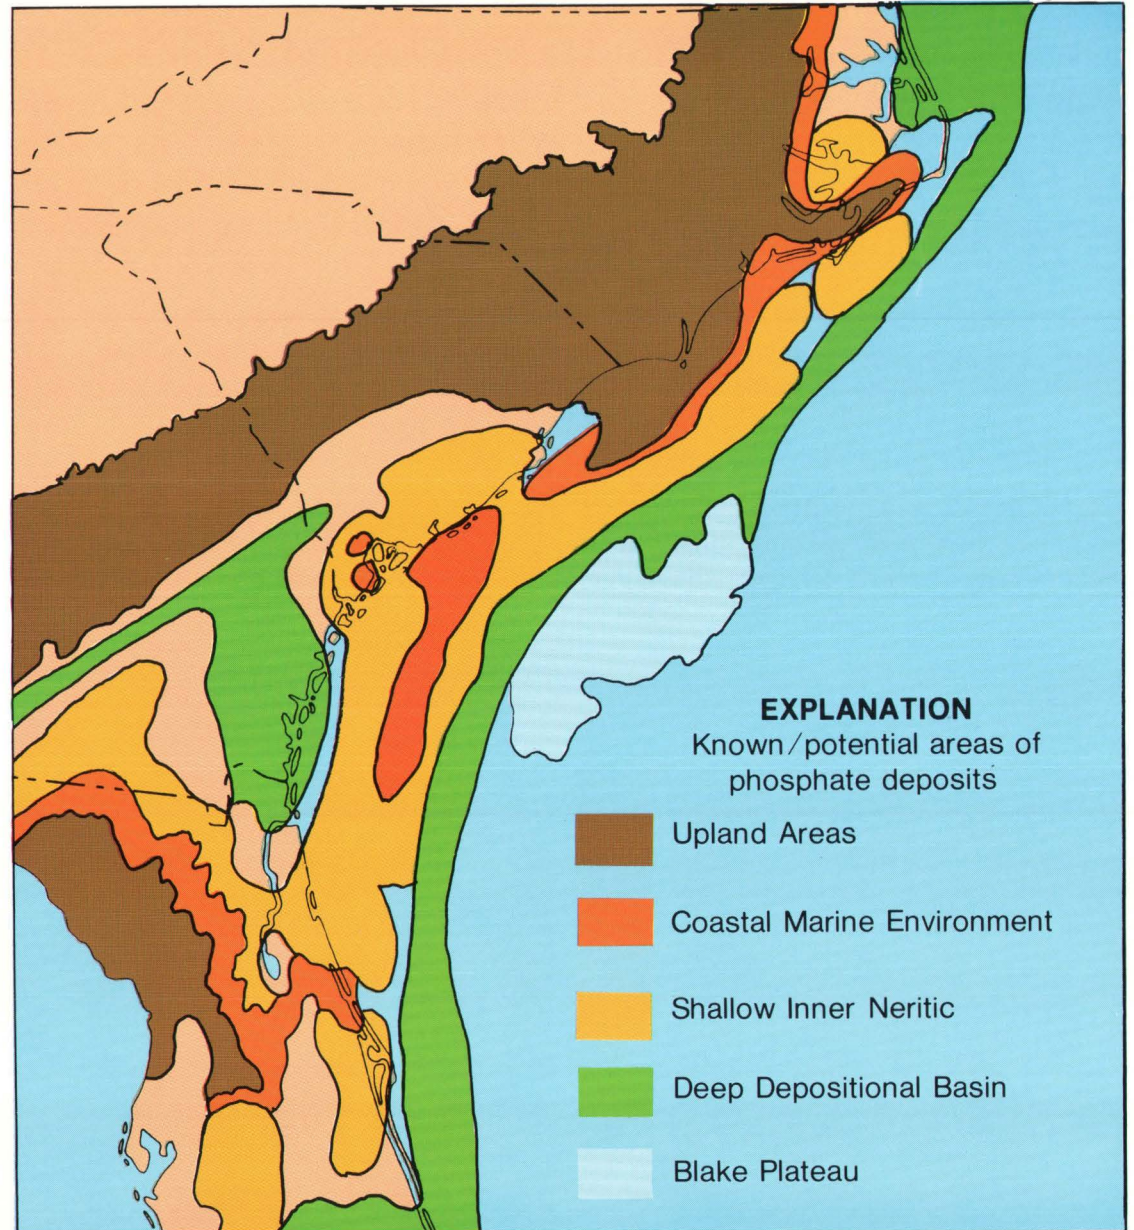 EXPLANATION
Known/potential areas of
phosphate deposits
Upland Areas
Coastal Marine Environment
Shallow Inner Neritic
Deep Depositional Basin
Blake Plateau